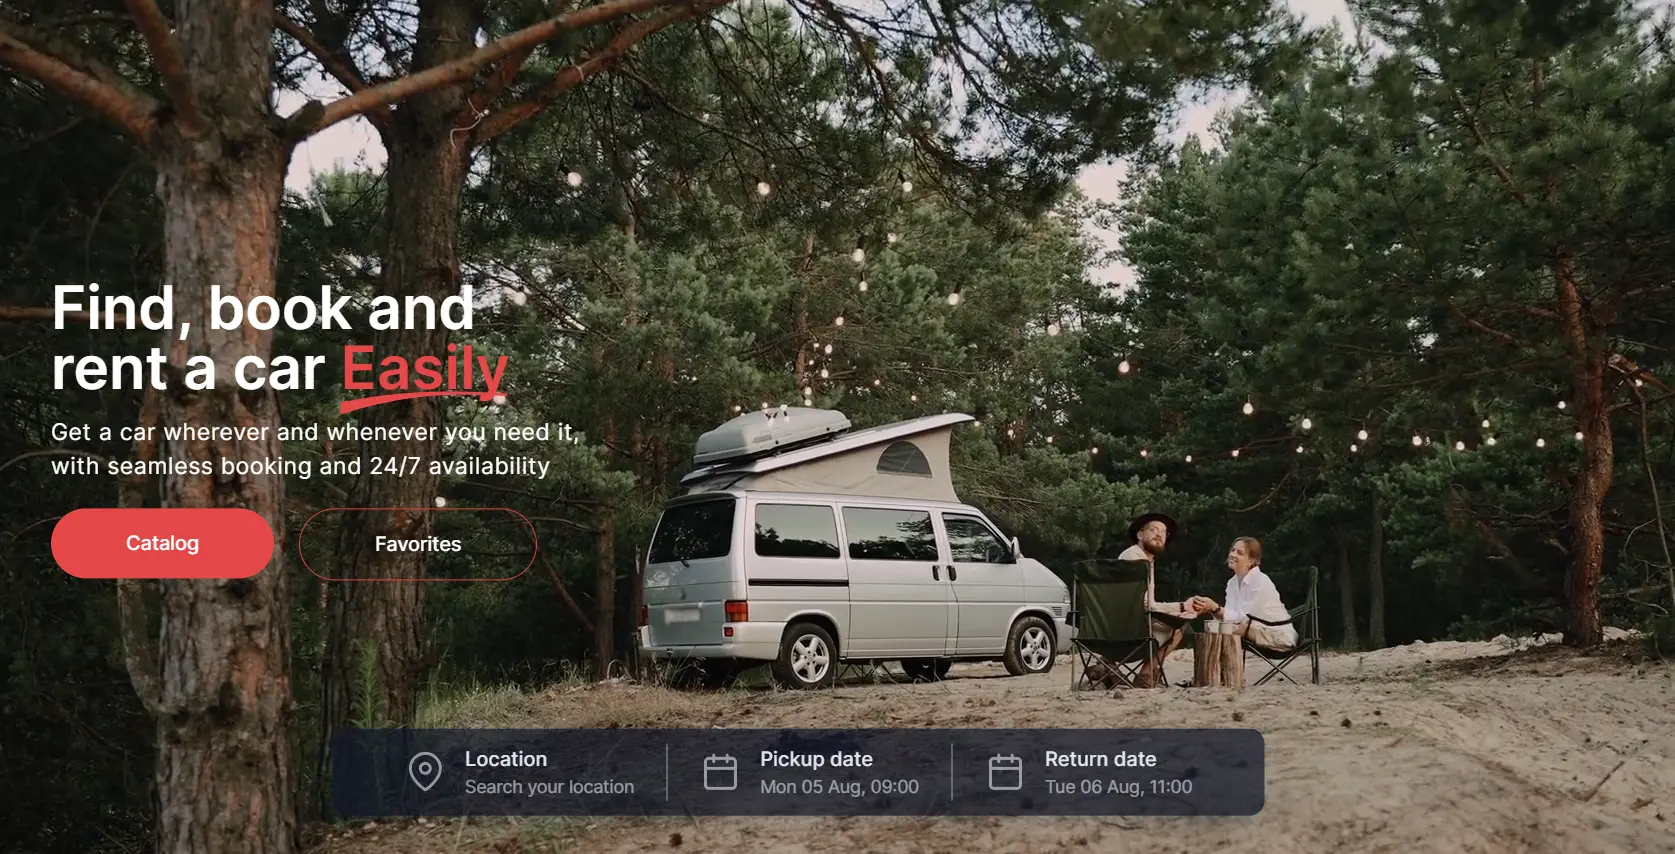 Find, book and
rent a car Easily
Get a car wherever and whenever you need it,
with seamless booking and 24/7 availability
Catalog
Favorites
Location
Search your location
Pickup date
Mon 05 Aug, 09:00
Return date
Tue 06 Aug, 11:00